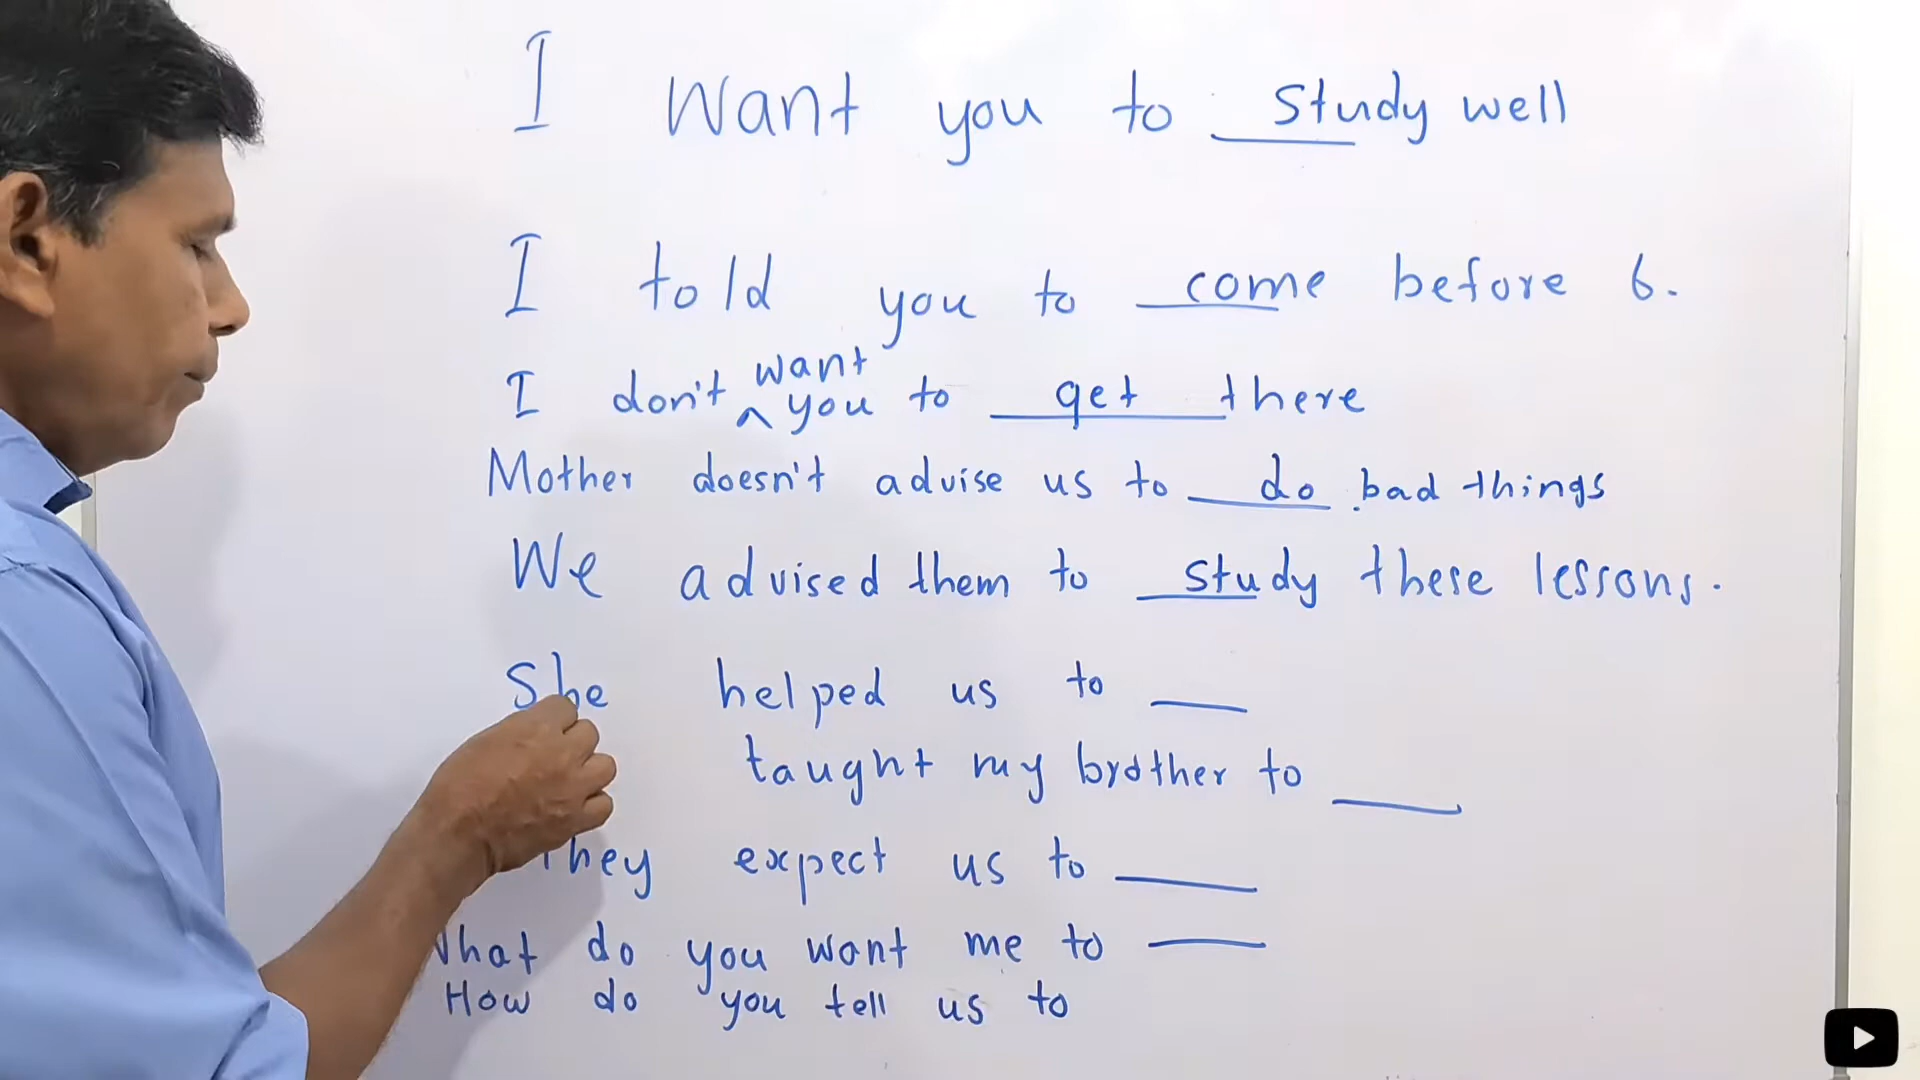 I want you to study well
I told you to come before 6.
I don't want you to get there
Mother doesn't advise us to do bad things
We advised them to study these lessons.
She helped us to
taught my brother to
They expect us to
What do you want me to
How do you tell us to